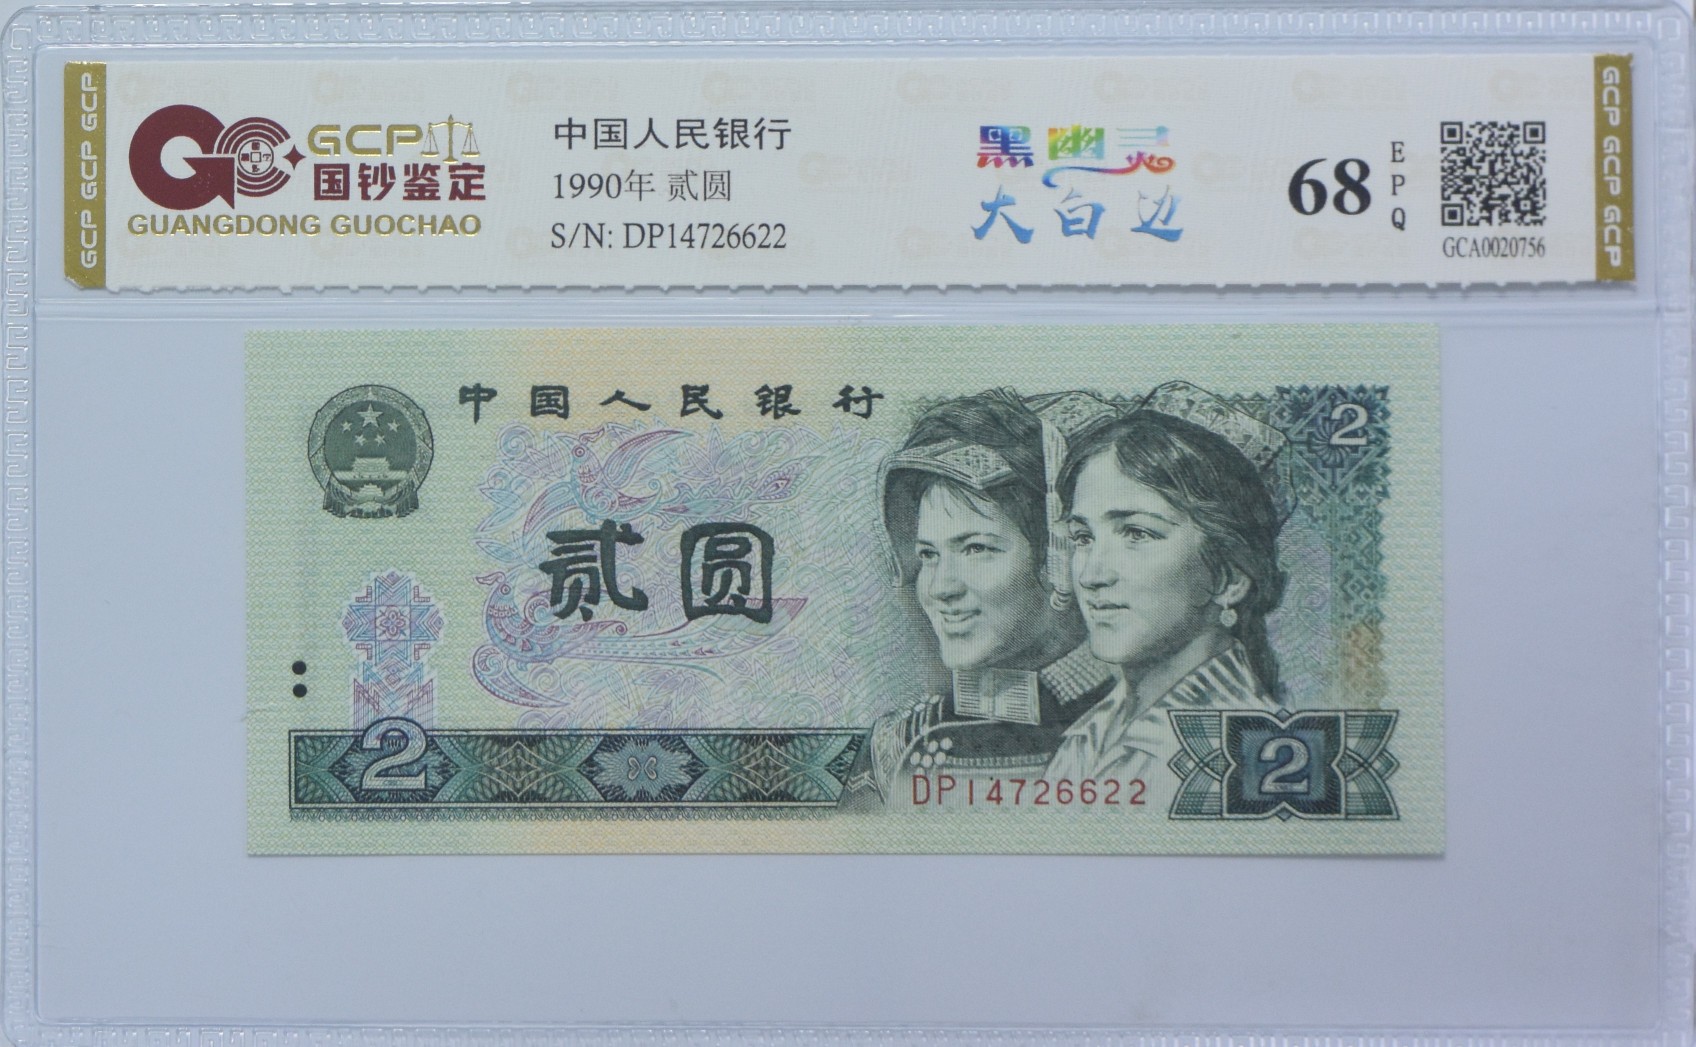 GCP GCP GCP
GCP
国钞鉴定
GUANGDONG GUOCHAO
中国人民银行
1990年 贰圆
S/N: DP14726622
黑幽灵
大白边
68
EPQ
GCA0020756
GCP GCP GCP
中国人民银行
2
贰圆
2
2
DP14726622